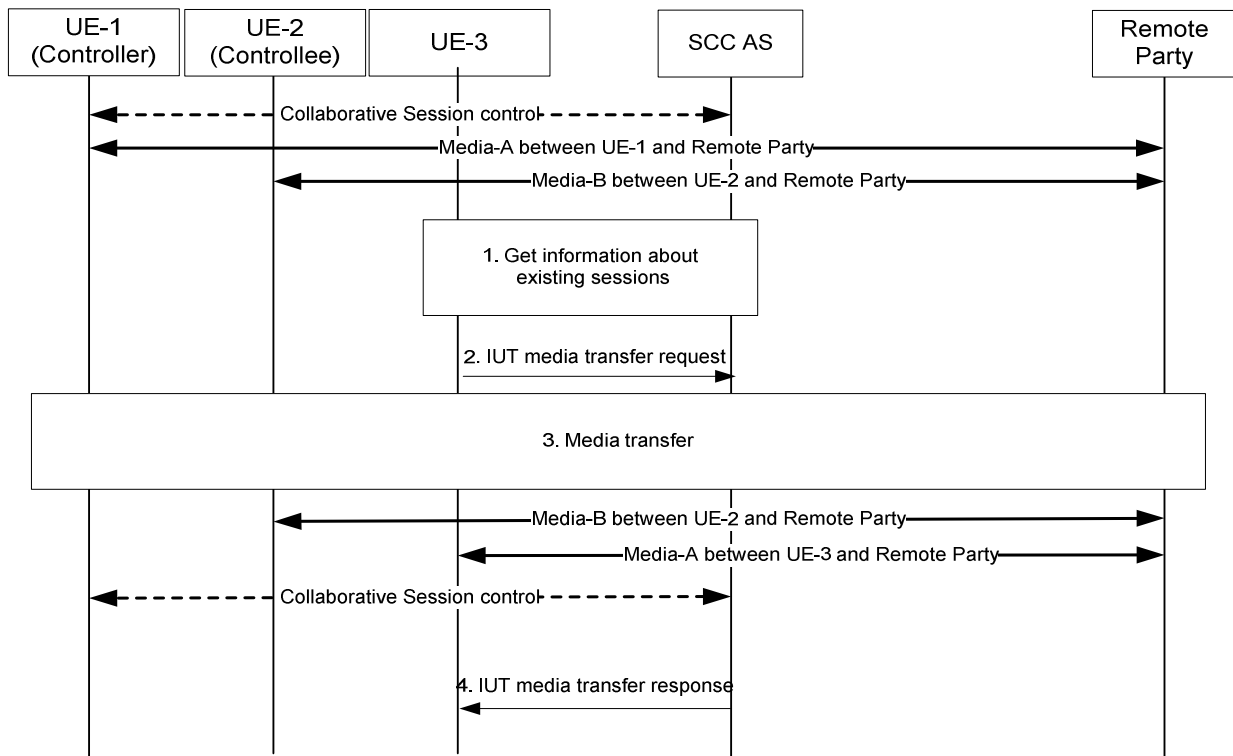 UE-1
(Controller)
UE-2
(Controllee)
UE-3
SCC AS
Remote
Party
Collaborative Session control
Media-A between UE-1 and Remote Party
Media-B between UE-2 and Remote Party
1. Get information about
existing sessions
2. IUT media transfer request
3. Media transfer
Media-B between UE-2 and Remote Party
Media-A between UE-3 and Remote Party
Collaborative Session control
4. IUT media transfer response